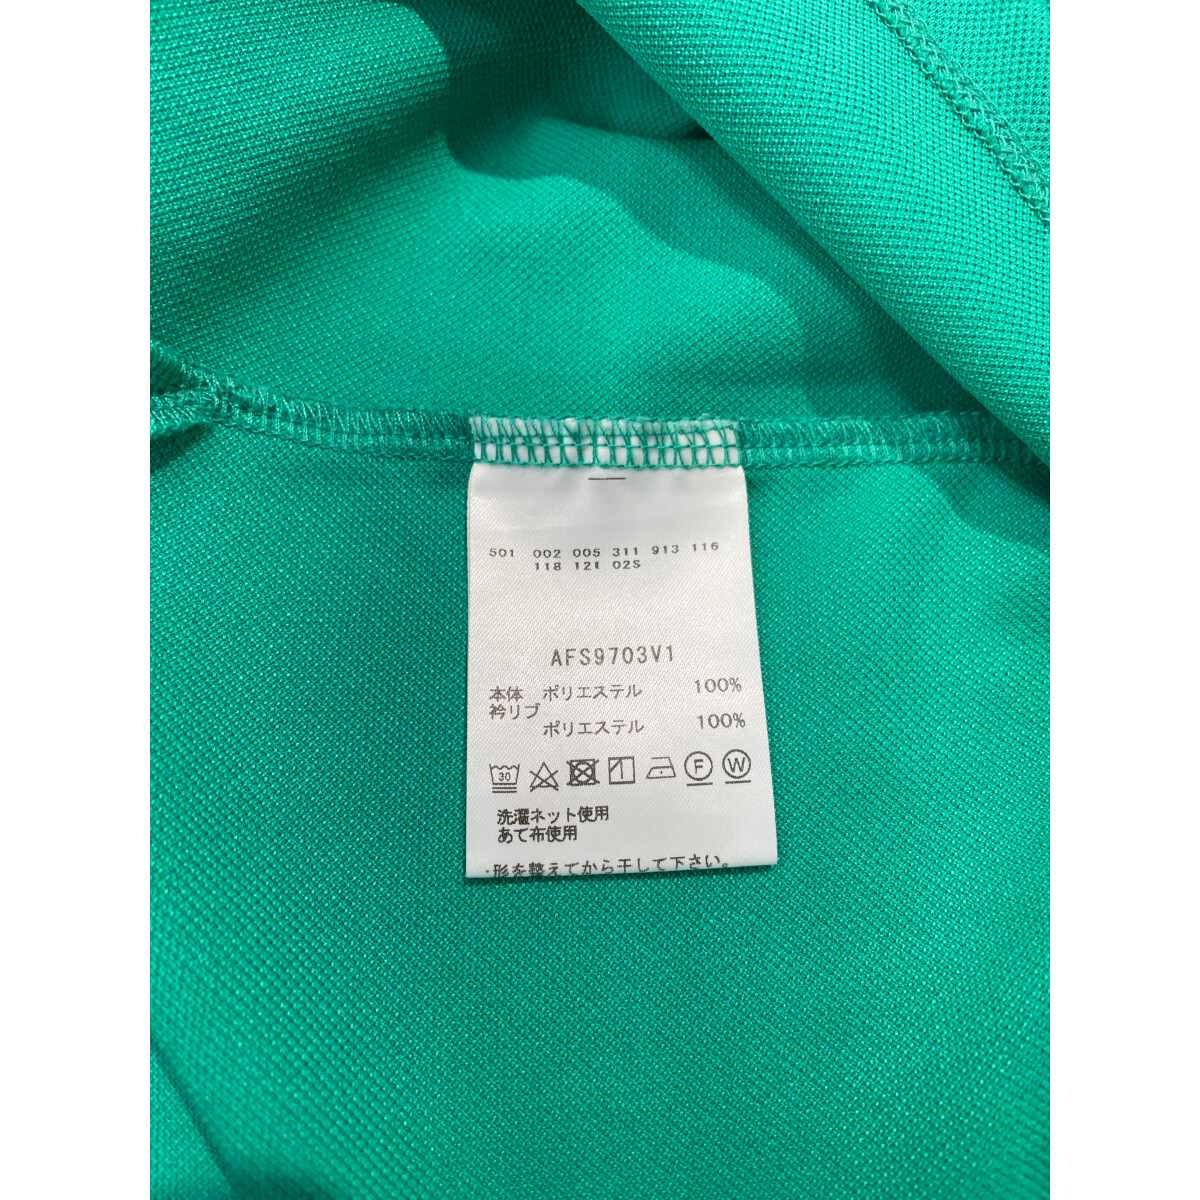 501 002 005 311 913 116
118 121 02S
AFS9703V1
本体 ポリエステル 100%
衿リブ
ポリエステル 100%
30 F W
洗濯ネット使用
あて布使用
・形を整えてから干して下さい。